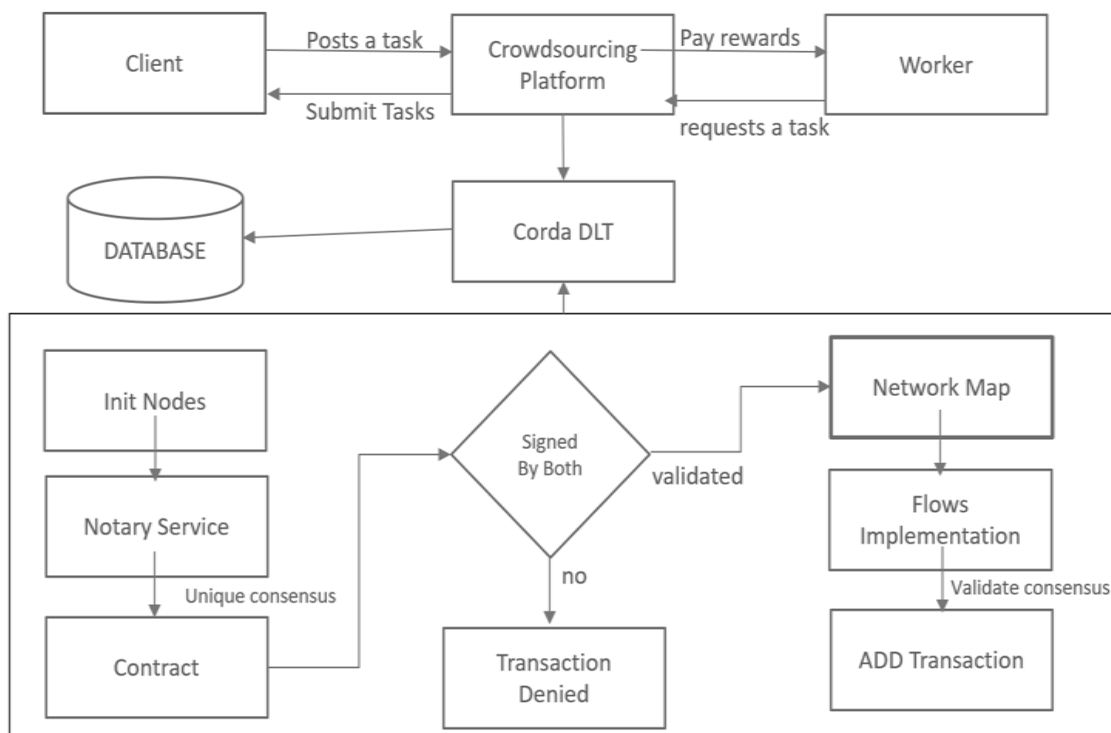 Client
Posts a task
Submit Tasks
Crowdsourcing
Platform
Pay rewards
requests a task
Worker
DATABASE
Corda DLT
Init Nodes
Notary Service
Unique consensus
Contract
Signed
By Both
validated
no
Transaction
Denied
Network Map
Flows
Implementation
Validate consensus
ADD Transaction